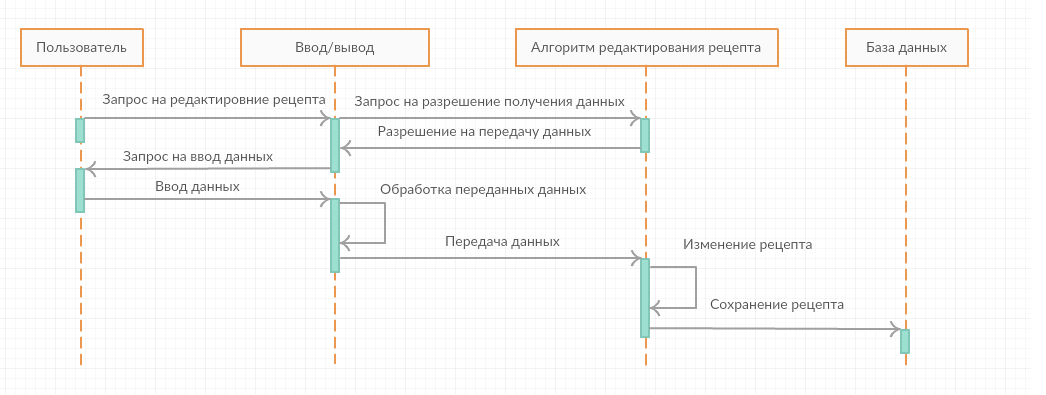 Пользователь
Ввод/вывод
Алгоритм редактирования рецепта
База данных
Запрос на редактировние рецепта
Запрос на разрешение получения данных
Разрешение на передачу данных
Запрос на ввод данных
Ввод данных
Обработка переданных данных
Передача данных
Изменение рецепта
Сохранение рецепта